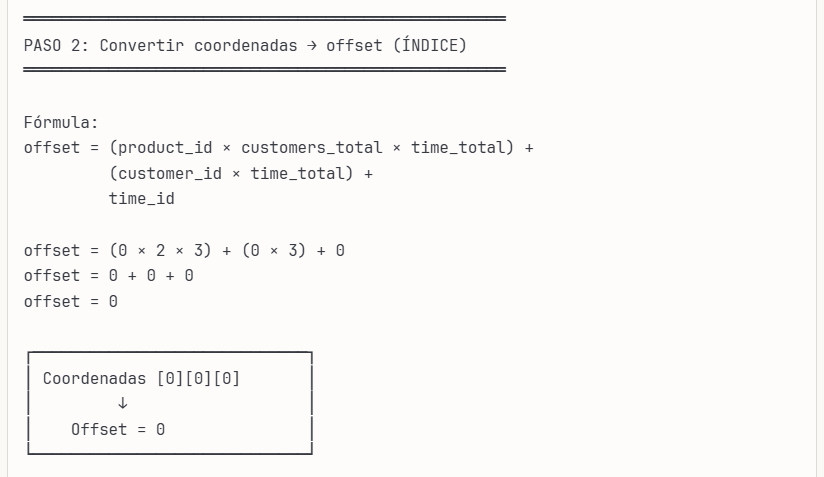 PASO 2: Convertir coordenadas → offset (ÍNDICE)
Fórmula:
offset = (product_id × customers_total × time_total) +
(customer_id × time_total) +
time_id
offset = (0 × 2 × 3) + (0 × 3) + 0
offset = 0 + 0 + 0
offset = 0
Coordenadas [0][0][0]
↓
Offset = 0